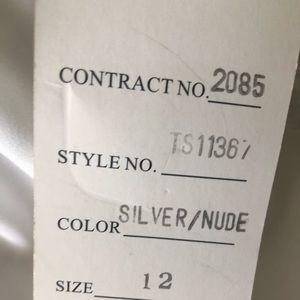 CONTRACT NO. 2085
STYLE NO. TS11367
COLOR SILVER/NUDE
SIZE 12